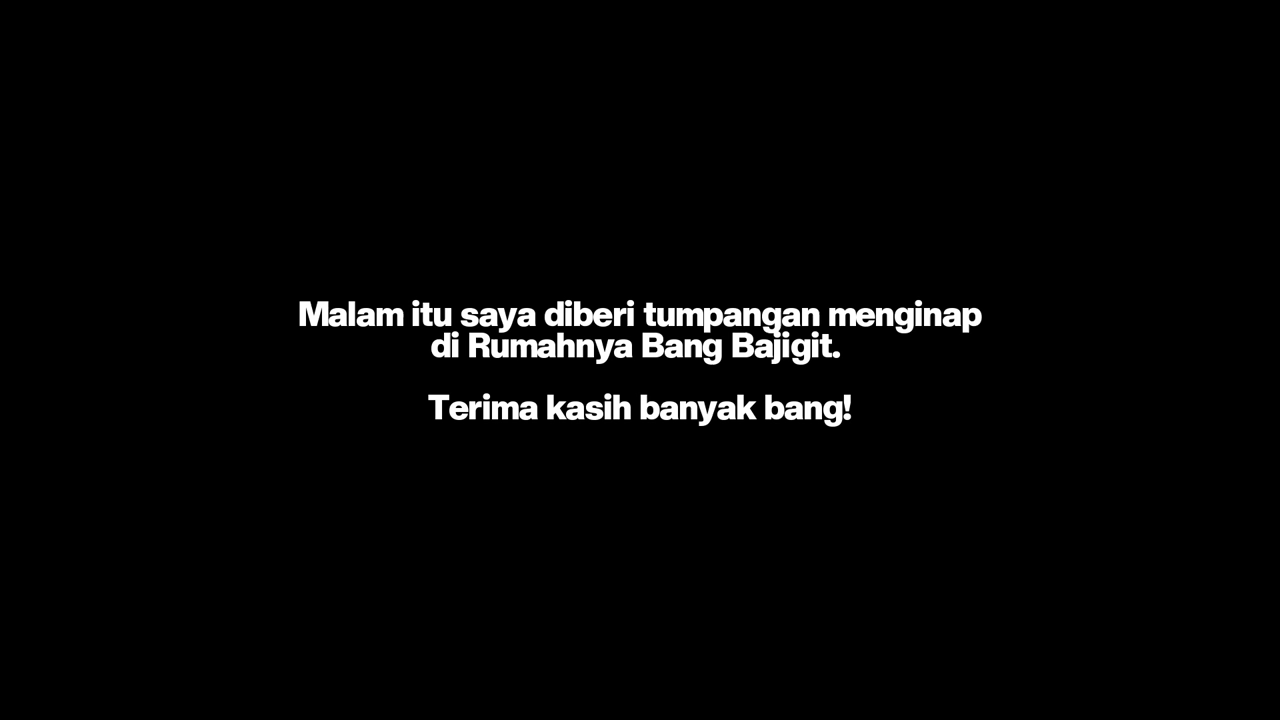 Malam itu saya diberi tumpangan menginap
di Rumahnya Bang Bajigit.
Terima kasih banyak bang!